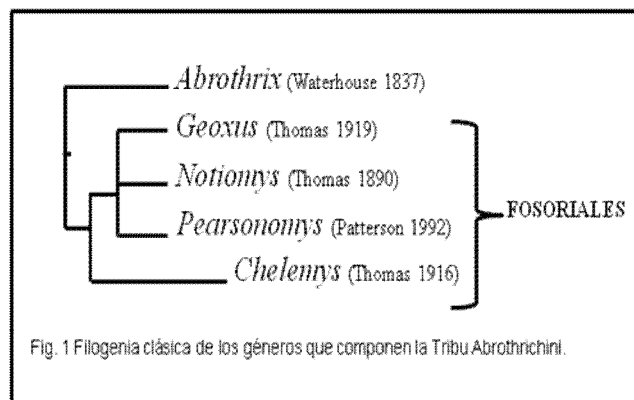 Abrothrix (Waterhouse 1837)
Geoxus (Thomas 1919)
Notiomys (Thomas 1890)
FOSORIALES
Pearsonomys (Patterson 1992)
Chelemys (Thomas 1916)
Fig. 1 Filogenia clásica de los géneros que componen la Tribu Abrothrichini.